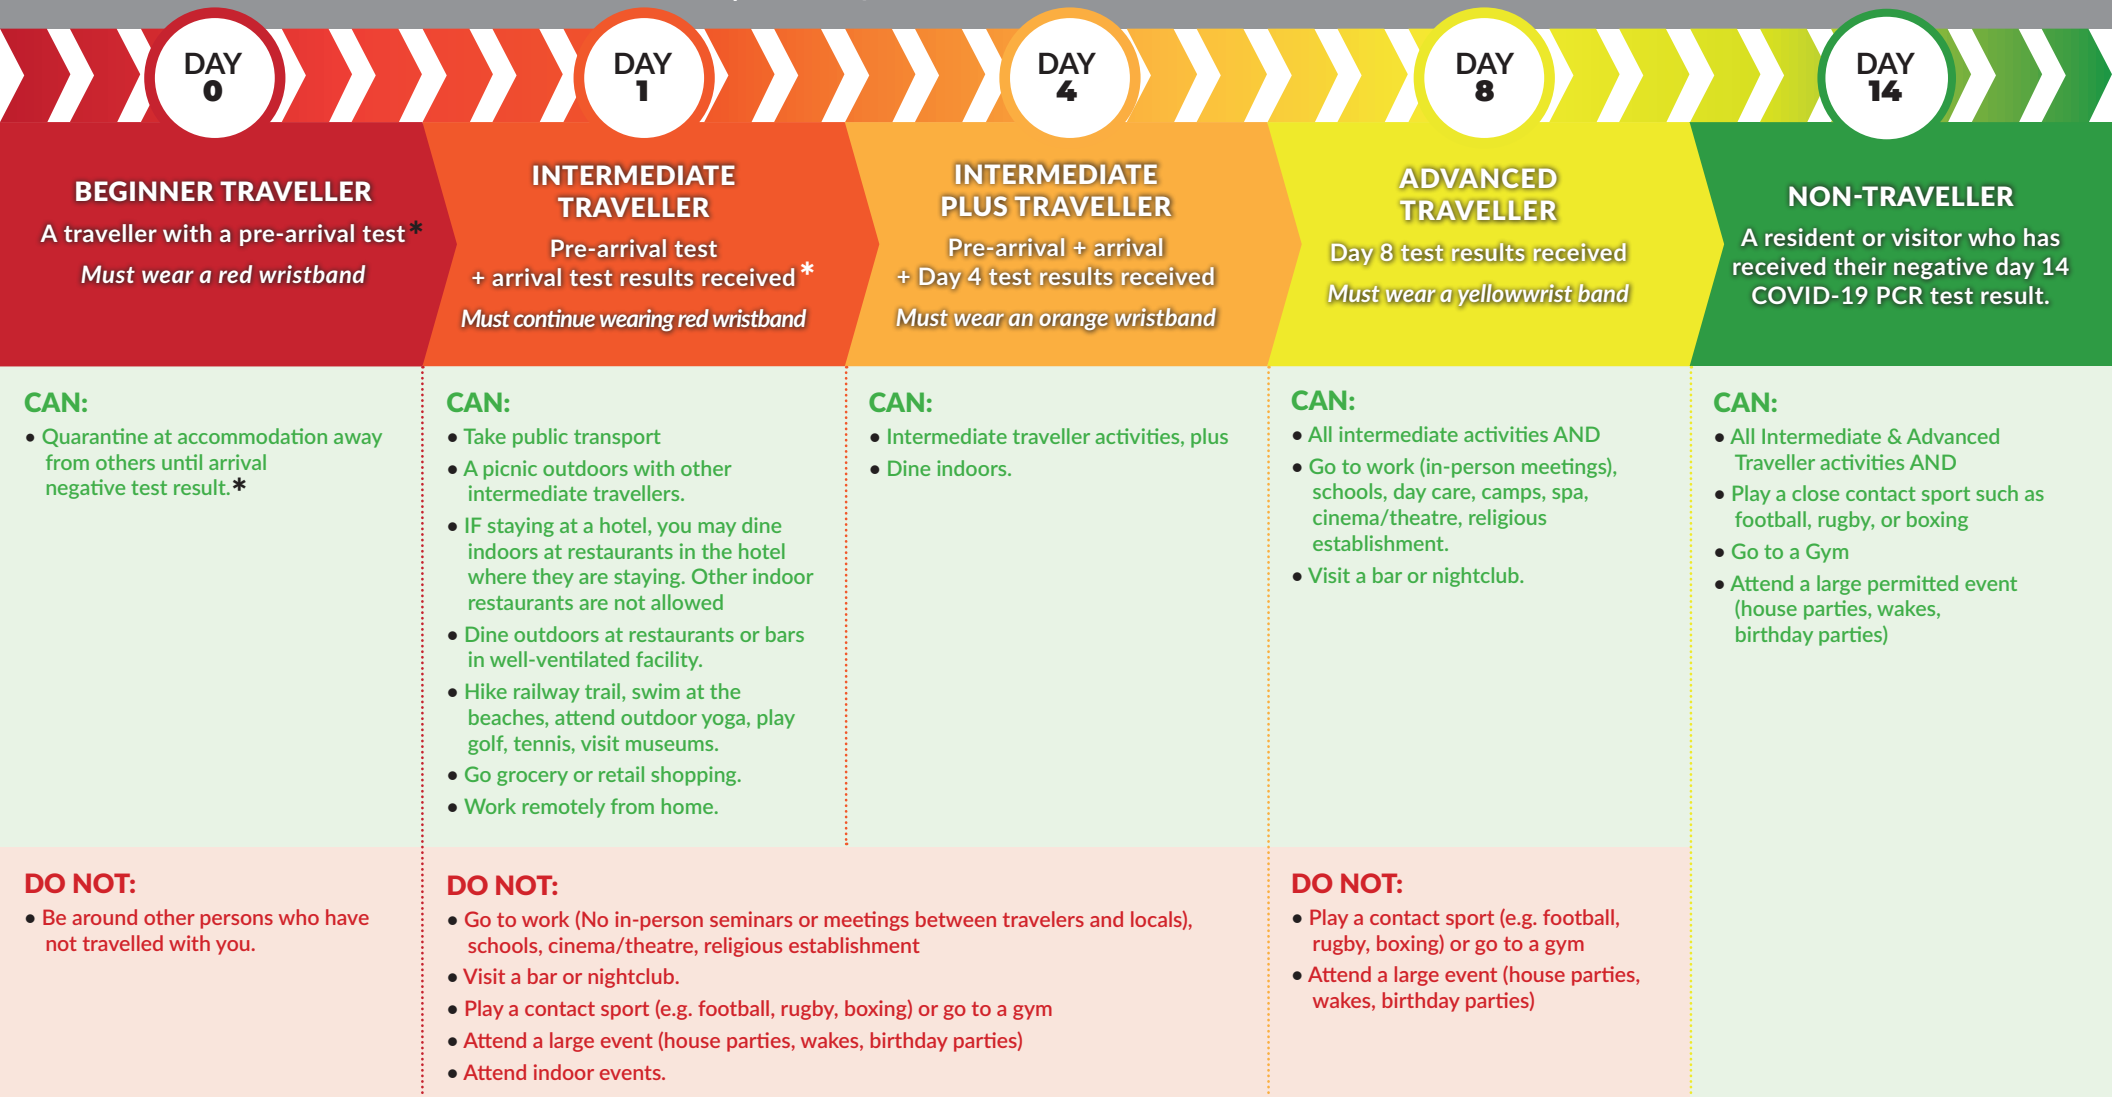 DAY
0
DAY
1
DAY
4
DAY
8
DAY
14
BEGINNER TRAVELLER
A traveller with a pre-arrival test*
Must wear a red wristband
INTERMEDIATE
TRAVELLER
Pre-arrival test
+ arrival test results received*
Must continue wearing red wristband
INTERMEDIATE
PLUS TRAVELLER
Pre-arrival + arrival
+ Day 4 test results received
Must wear an orange wristband
ADVANCED
TRAVELLER
Day 8 test results received
Must wear a yellowwrist band
NON-TRAVELLER
A resident or visitor who has
received their negative day 14
COVID-19 PCR test result.
CAN:
• Quarantine at accommodation away
from others until arrival
negative test result.*
CAN:
• Take public transport
• A picnic outdoors with other
intermediate travellers.
• IF staying at a hotel, you may dine
indoors at restaurants in the hotel
where they are staying. Other indoor
restaurants are not allowed
• Dine outdoors at restaurants or bars
in well-ventilated facility.
• Hike railway trail, swim at the
beaches, attend outdoor yoga, play
golf, tennis, visit museums.
• Go grocery or retail shopping.
• Work remotely from home.
CAN:
• Intermediate traveller activities, plus
• Dine indoors.
CAN:
• All intermediate activities AND
• Go to work (in-person meetings),
schools, day care, camps, spa,
cinema/theatre, religious
establishment.
• Visit a bar or nightclub.
CAN:
• All Intermediate & Advanced
Traveller activities AND
• Play a close contact sport such as
football, rugby, or boxing
• Go to a Gym
• Attend a large permitted event
(house parties, wakes,
birthday parties)
DO NOT:
• Be around other persons who have
not travelled with you.
DO NOT:
• Go to work (No in-person seminars or meetings between travelers and locals),
schools, cinema/theatre, religious establishment
• Visit a bar or nightclub.
• Play a contact sport (e.g. football, rugby, boxing) or go to a gym
• Attend a large event (house parties, wakes, birthday parties)
• Attend indoor events.
DO NOT:
• Play a contact sport (e.g. football,
rugby, boxing) or go to a gym
• Attend a large event (house parties,
wakes, birthday parties)